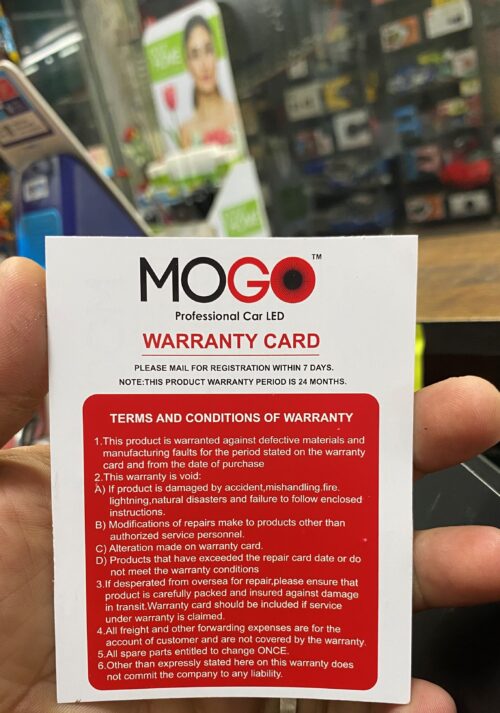 MOGO™
Professional Car LED
WARRANTY CARD
PLEASE MAIL FOR REGISTRATION WITHIN 7 DAYS.
NOTE:THIS PRODUCT WARRANTY PERIOD IS 24 MONTHS.
TERMS AND CONDITIONS OF WARRANTY
1.This product is warranted against defective materials and
manufacturing faults for the period stated on the warranty
card and from the date of purchase
2.This warranty is void:
A) If product is damaged by accident,mishandling.fire.
lightning,natural disasters and failure to follow enclosed
instructions.
B) Modifications of repairs make to products other than
authorized service personnel.
C) Alteration made on warranty card.
D) Products that have exceeded the repair card date or do
not meet the warranty conditions
3.If desperated from oversea for repair,please ensure that
product is carefully packed and insured against damage
in transit.Warranty card should be included if service
under warranty is claimed.
4.All freight and other forwarding expenses are for the
account of customer and are not covered by the warranty.
5.All spare parts entitled to change ONCE.
6.Other than expressly stated here on this warranty does
not commit the company to any liability.